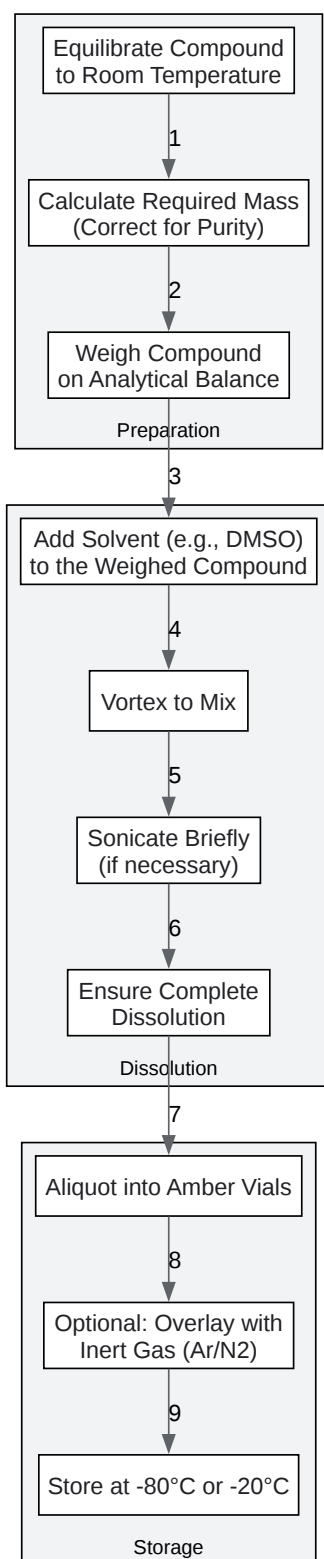 Equilibrate Compound
to Room Temperature
1
Calculate Required Mass
(Correct for Purity)
2
Weigh Compound
on Analytical Balance
Preparation
3
Add Solvent (e.g., DMSO)
to the Weighed Compound
4
Vortex to Mix
5
Sonicate Briefly
(if necessary)
6
Ensure Complete
Dissolution
Dissolution
7
Aliquot into Amber Vials
8
Optional: Overlay with
Inert Gas (Ar/N2)
9
Store at -80°C or -20°C
Storage